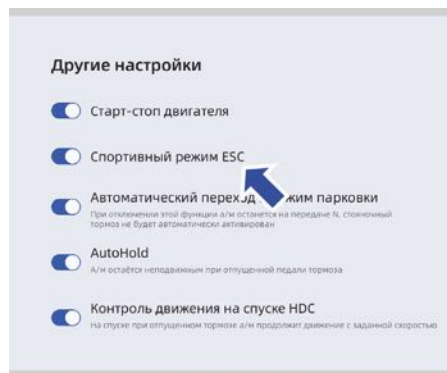 Другие настройки
Старт-стоп двигателя
Спортивный режим ESC
Автоматический переход режим парковки
При отключении этой функции а/м останется на передаче N, стояночный
тормоз не будет автоматически активирован
AutoHold
А/м остаётся неподвижным при отпущенной педали тормоза
Контроль движения на спуске HDC
На спуске при отпущенном тормозе а/м продолжит движение с заданной скоростью